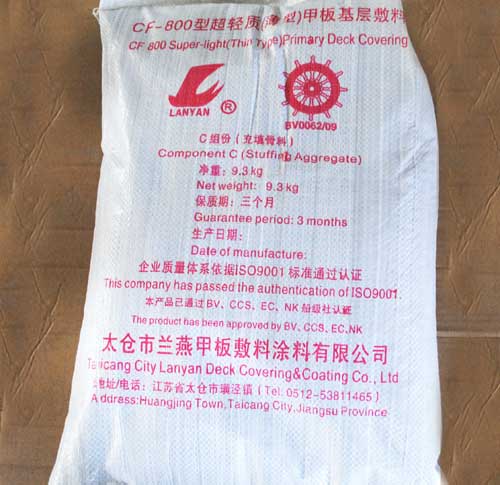 CF-800型超轻质(薄型)甲板基层敷料
CF 800 Super-light(Thin Type)Primary Deck Covering
LANYAN ®
BV0062/09
C组份（充填骨料）
Component C (Stuffing Aggregate)
净重：9.3kg
Net weight: 9.3kg
保质期：三个月
Guarantee period: 3 months
生产日期：
Date of manufacture:
企业质量体系依据ISO9001 标准通过认证
This company has passed the authentication of ISO9001.
本产品已通过BV、CCS、EC、NK 船级社认证
The product has been approved by BV, CCS, EC,NK
太仓市兰燕甲板敷料涂料有限公司
Taicang City Lanyan Deck Covering&Coating Co., Ltd
地址/电话：江苏省太仓市璜泾镇（Tel: 0512-53811465）
Address:Huangjing Town,Taicang City,Jiangsu Province